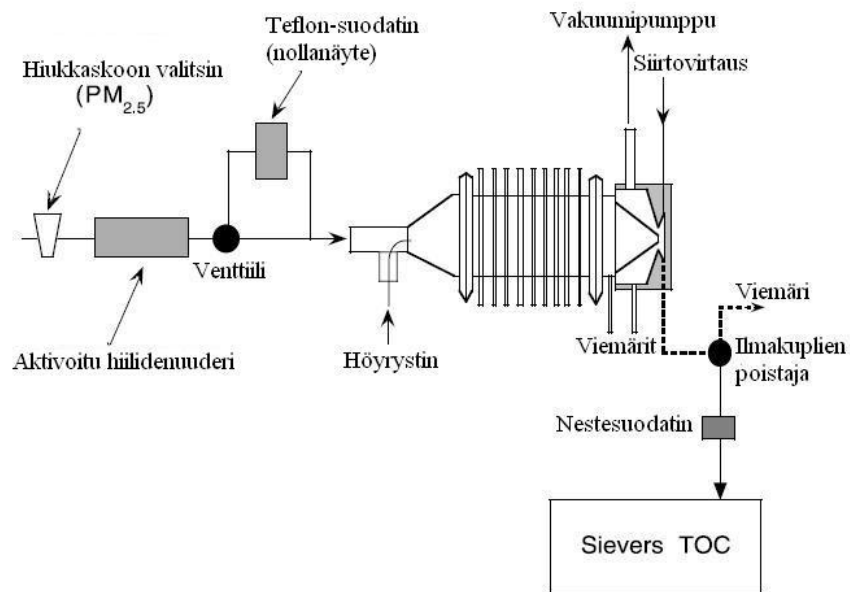 Teflon-suodatin
(nollanäyte)
Vakuumipumppu
Siirtovirtaus
Hiukkaskoon valitsin
(PM2.5)
Venttiili
Viemäri
Aktivoitu hiilidenuuderi
Höyrystin
Viemärit
Ilmakuplien
poistaja
Nestesuodatin
Sievers TOC